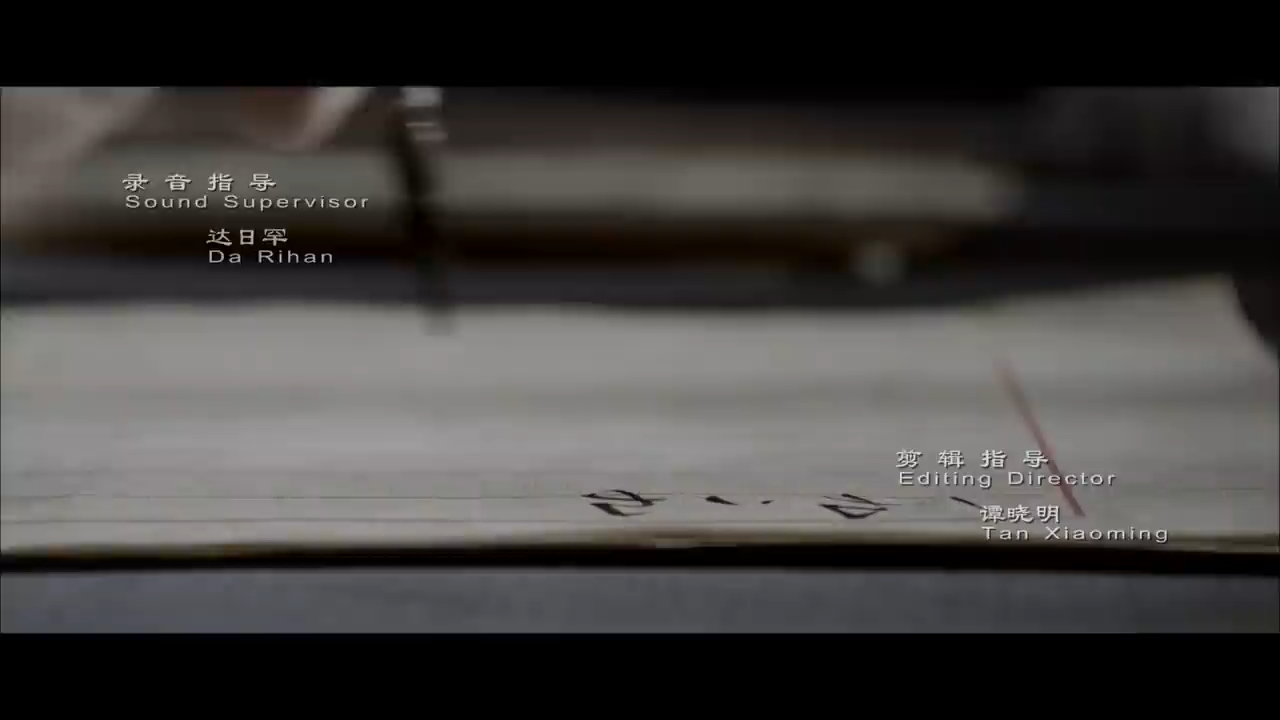 录音指导
Sound Supervisor
达日罕
Da Rihan
剪辑指导
Editing Director
谭晓明
Tan Xiaoming